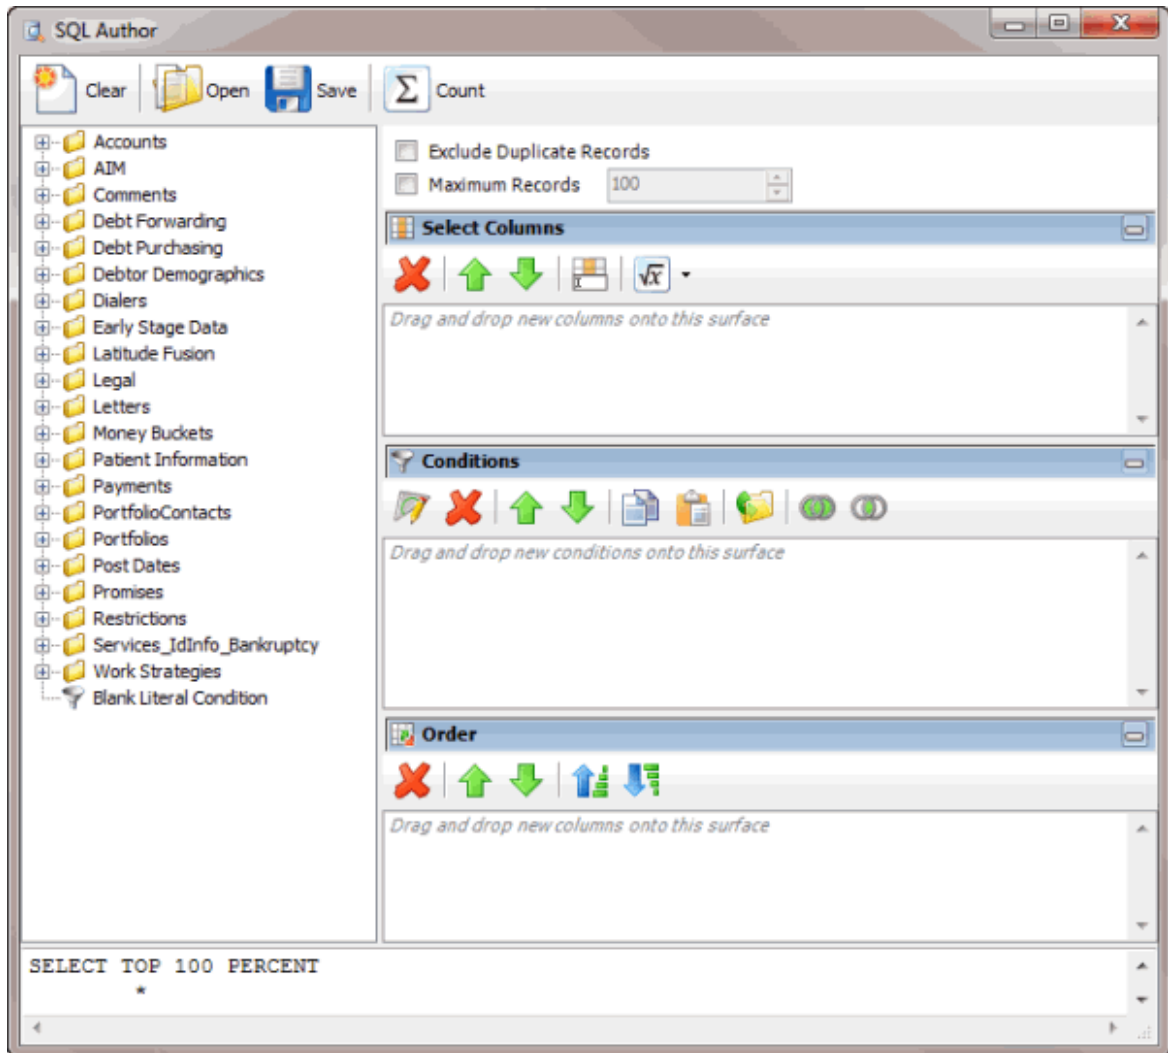 SQL Author
Clear Open Save Count
Accounts
AIM
Comments
Debt Forwarding
Debt Purchasing
Debtor Demographics
Dialers
Early Stage Data
Latitude Fusion
Legal
Letters
Money Buckets
Patient Information
Payments
PortfolioContacts
Portfolios
Post Dates
Promises
Restrictions
Services_IdInfo_Bankruptcy
Work Strategies
Blank Literal Condition
Exclude Duplicate Records
Maximum Records 100
Select Columns
Drag and drop new columns onto this surface
Conditions
Drag and drop new conditions onto this surface
Order
Drag and drop new columns onto this surface
SELECT TOP 100 PERCENT
*